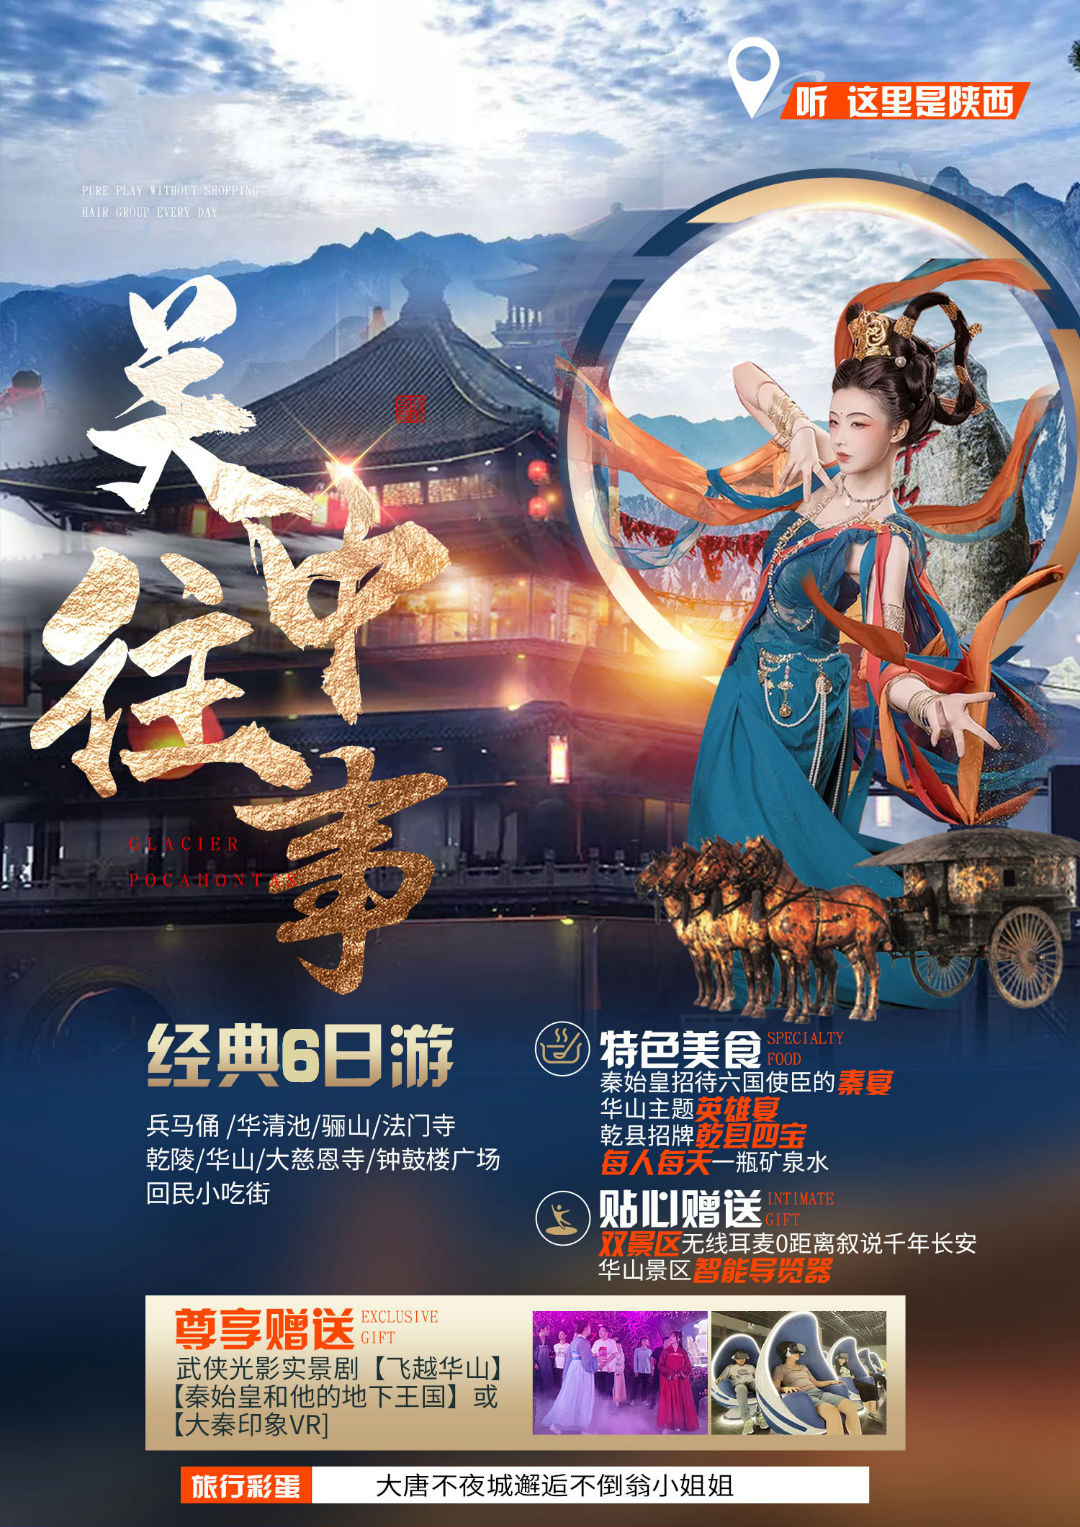 听 这里是陕西
PURE PLAY WITHOUT SHOPPING
HAIR GROUP EVERY DAY
关中
往事
GLACIER
POCAHONTAS
经典6日游
兵马俑 /华清池/骊山/法门寺
乾陵/华山/大慈恩寺/钟鼓楼广场
回民小吃街
特色美食 SPECIALTY
FOOD
秦始皇招待六国使臣的秦宴
华山主题英雄宴
乾县招牌乾县四宝
每人每天一瓶矿泉水
贴心赠送 INTIMATE
GIFT
双景区无线耳麦0距离叙说千年长安
华山景区智能导览器
尊享赠送 EXCLUSIVE
GIFT
武侠光影实景剧【飞越华山】
【秦始皇和他的地下王国】或
【大秦印象VR]
旅行彩蛋 大唐不夜城邂逅不倒翁小姐姐